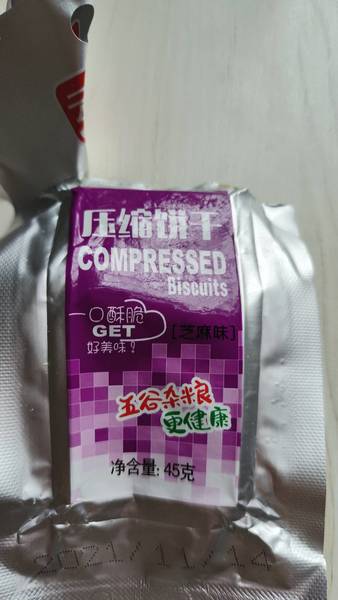 压缩饼干
COMPRESSED
Biscuits
一口酥脆
GET
好美味？
[芝麻味]
五谷杂粮
更健康
净含量: 45克
2021/11/14